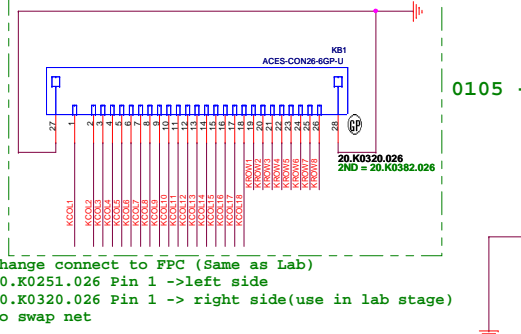 KB1
ACES-CON26-6GP-U
0105 -
27
1
2
3
4
5
6
7
8
9
10
11
12
13
14
15
16
17
18
19
20
21
22
23
24
25
26
28
GP
20.K0320.026
2ND = 20.K0382.026
KCOL1
KCOL2
KCOL3
KCOL4
KCOL5
KCOL6
KCOL7
KCOL8
KCOL9
KCOL10
KCOL11
KCOL12
KCOL13
KCOL14
KCOL15
KCOL16
KCOL17
KCOL18
KROW1
KROW2
KROW3
KROW4
KROW5
KROW6
KROW7
KROW8
hange connect to FPC (Same as Lab)
0.K0251.026 Pin 1 ->left side
0.K0320.026 Pin 1 -> right side(use in lab stage)
o swap net